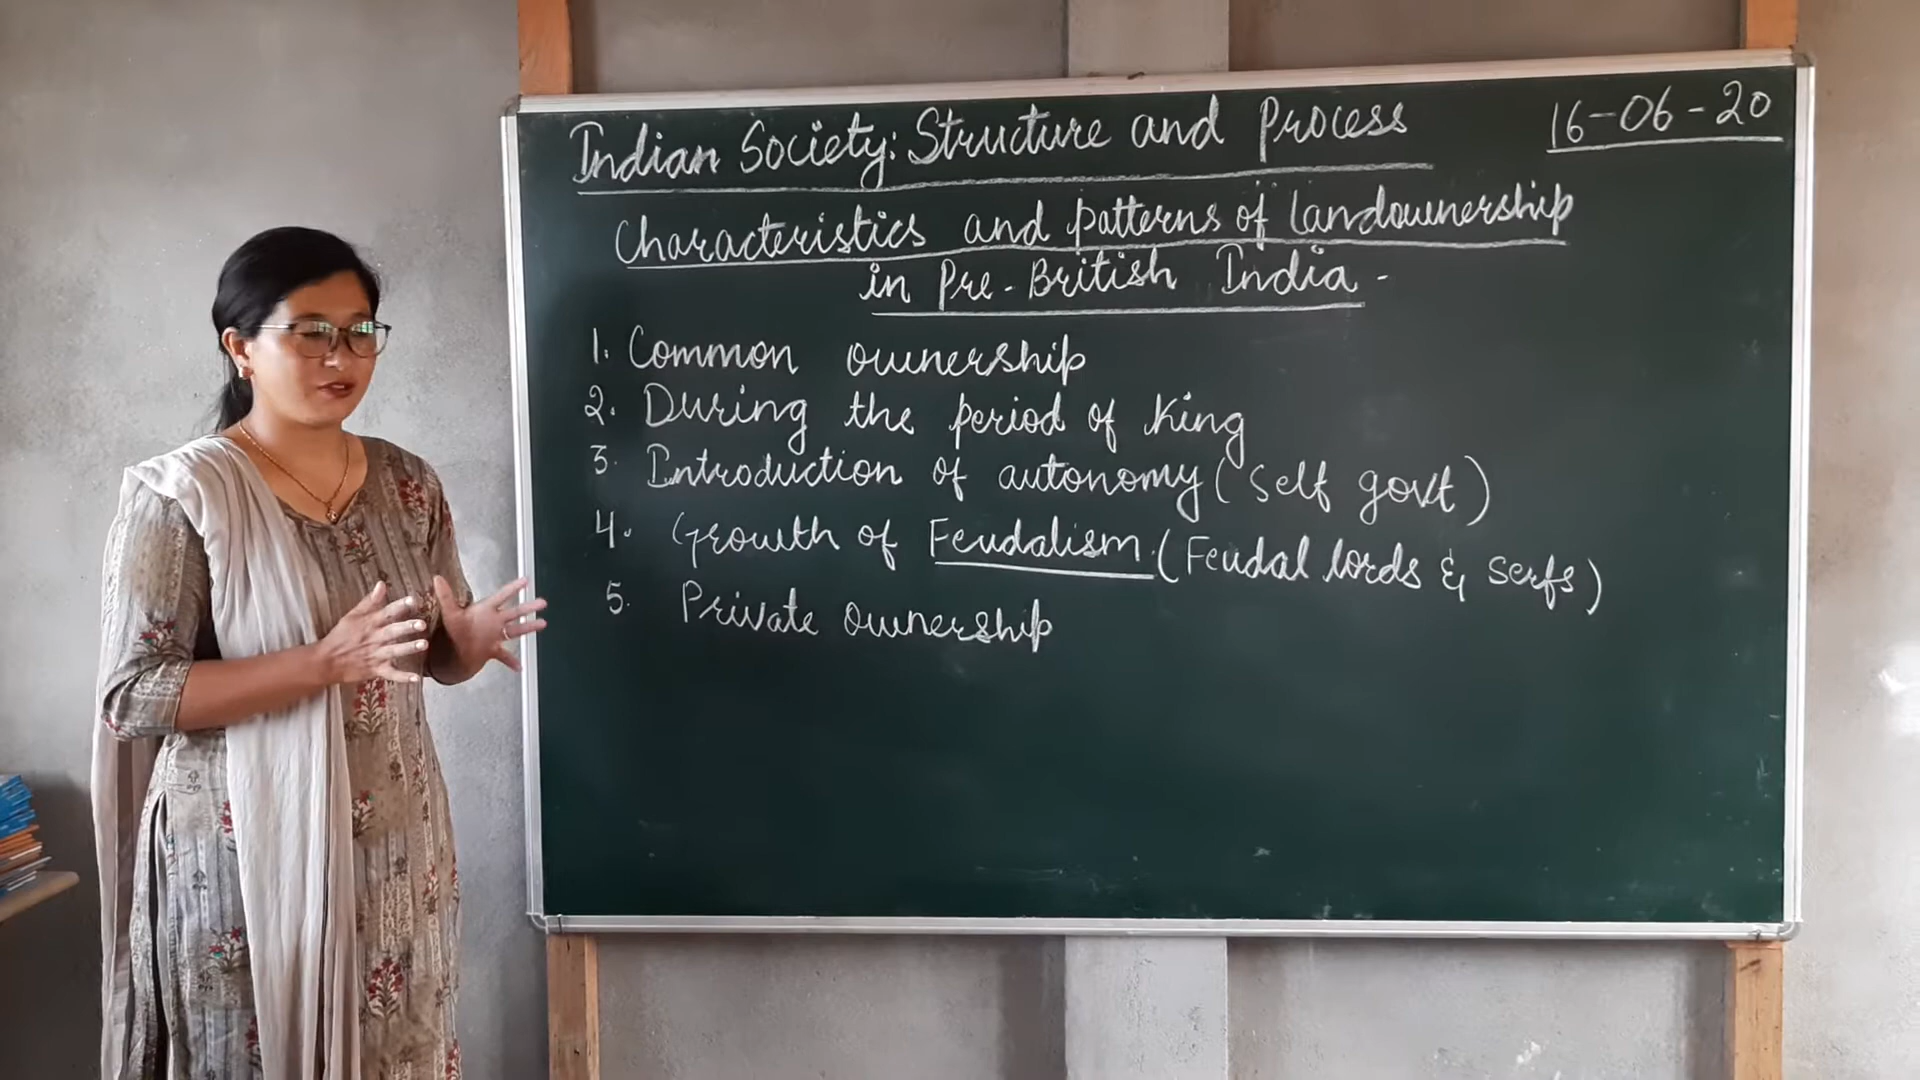 Indian Society: Structure and Process
16-06-20
Characteristics and patterns of landownership
in Pre-British India -
1. Common ownership
2. During the period of King
3. Introduction of autonomy (Self govt)
4. Growth of Feudalism (Feudal lords & Serfs)
5. Private Ownership